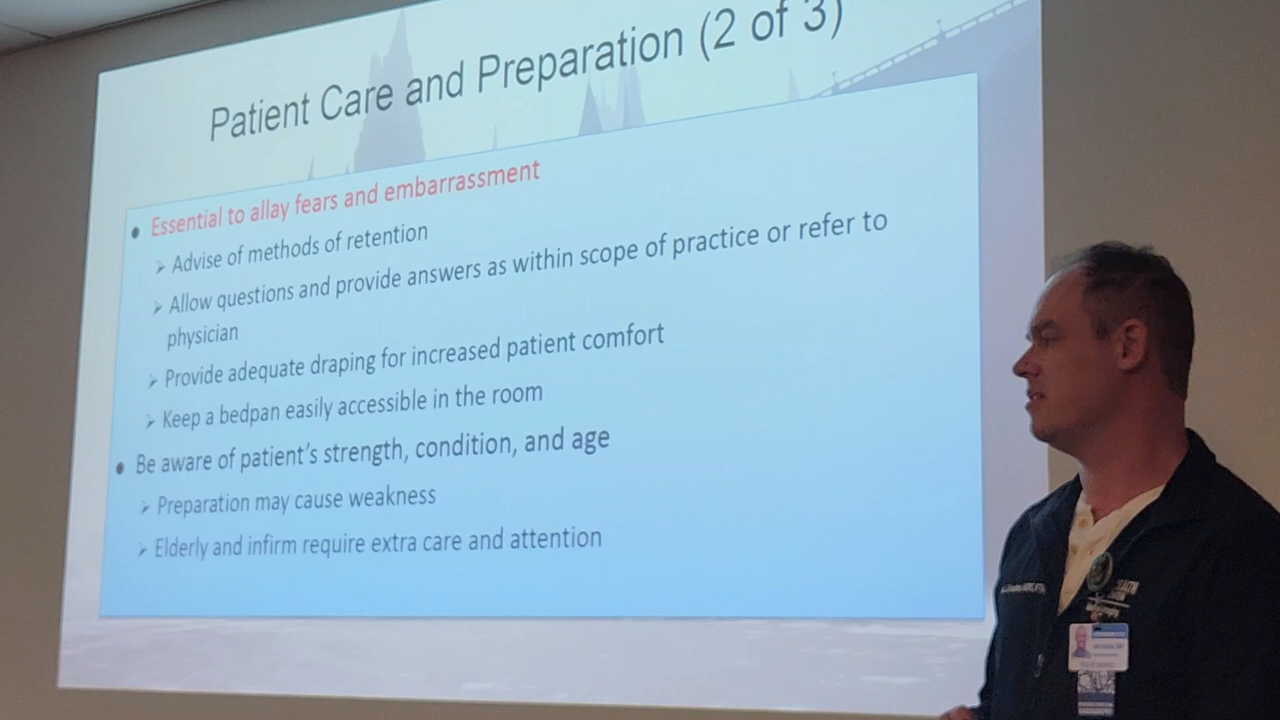 Patient Care and Preparation (2 of 3)
• Essential to allay fears and embarrassment
➢ Advise of methods of retention
➢ Allow questions and provide answers as within scope of practice or refer to
physician
➢ Provide adequate draping for increased patient comfort
➢ Keep a bedpan easily accessible in the room
• Be aware of patient's strength, condition, and age
➢ Preparation may cause weakness
➢ Elderly and infirm require extra care and attention